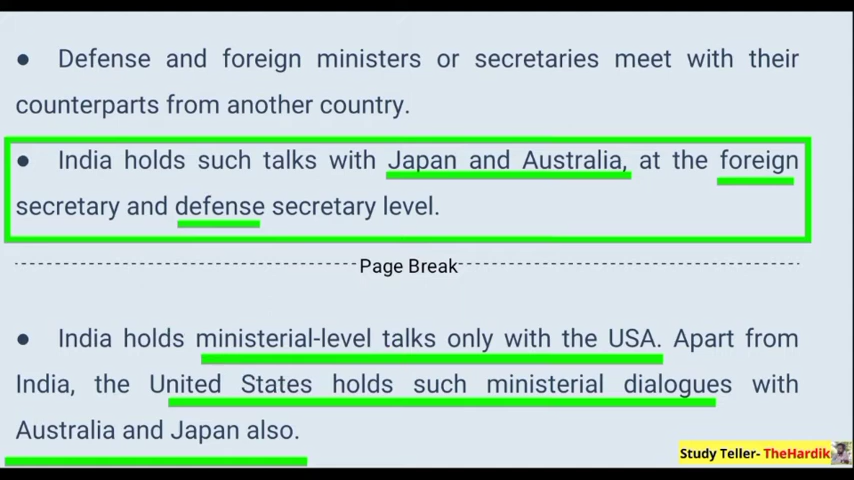 ● Defense and foreign ministers or secretaries meet with their
counterparts from another country.
● India holds such talks with Japan and Australia, at the foreign
secretary and defense secretary level.
Page Break
● India holds ministerial-level talks only with the USA. Apart from
India, the United States holds such ministerial dialogues with
Australia and Japan also.
Study Teller- TheHardik